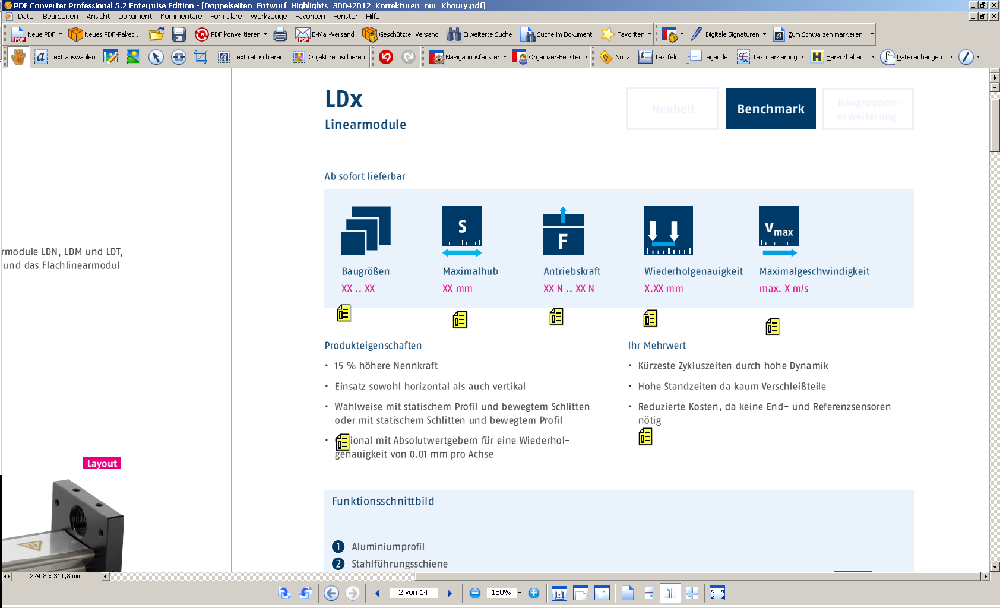 PDF Converter Professional 5.2 Enterprise Edition - [Doppelseiten_Entwurf_Highlights_30042012_Korrekturen_nur_Khoury.pdf]
Datei Bearbeiten Ansicht Dokument Kommentare Formulare Werkzeuge Favoriten Fenster Hilfe
Neue PDF Neues PDF-Paket... PDF konvertieren E-Mail-Versand Geschützter Versand Erweiterte Suche Suche im Dokument Favoriten Digitale Signaturen Zum Schwärzen markieren
Text auswählen Text retuschieren Objekt retuschieren Navigationsfenster Organizer-Fenster Notiz Textfeld Legende Textmarkierung Hervorheben Datei anhängen
LDx
Linearmodule
Neuheit
Benchmark
Baugruppen-
erweiterung
Ab sofort lieferbar
S
F
Vmax
Baugrößen Maximalhub Antriebskraft Wiederholgenauigkeit Maximalgeschwindigkeit
XX .. XX XX mm XX N .. XX N X.XX mm max. X m/s
rmodule LDN, LDM und LDT,
und das Flachlinearmodul
Produkteigenschaften
• 15 % höhere Nennkraft
• Einsatz sowohl horizontal als auch vertikal
• Wahlweise mit statischem Profil und bewegtem Schlitten
oder mit statischem Schlitten und bewegtem Profil
• ional mit Absolutwertgebern für eine Wiederhol-
genauigkeit von 0.01 mm pro Achse
Ihr Mehrwert
• Kürzeste Zykluszeiten durch hohe Dynamik
• Hohe Standzeiten da kaum Verschleißteile
• Reduzierte Kosten, da keine End- und Referenzsensoren
nötig
Layout
Funktionsschnittbild
1 Aluminiumprofil
2 Stahlführungsschiene
224,8 x 311,8 mm
2 von 14 150% 1:1